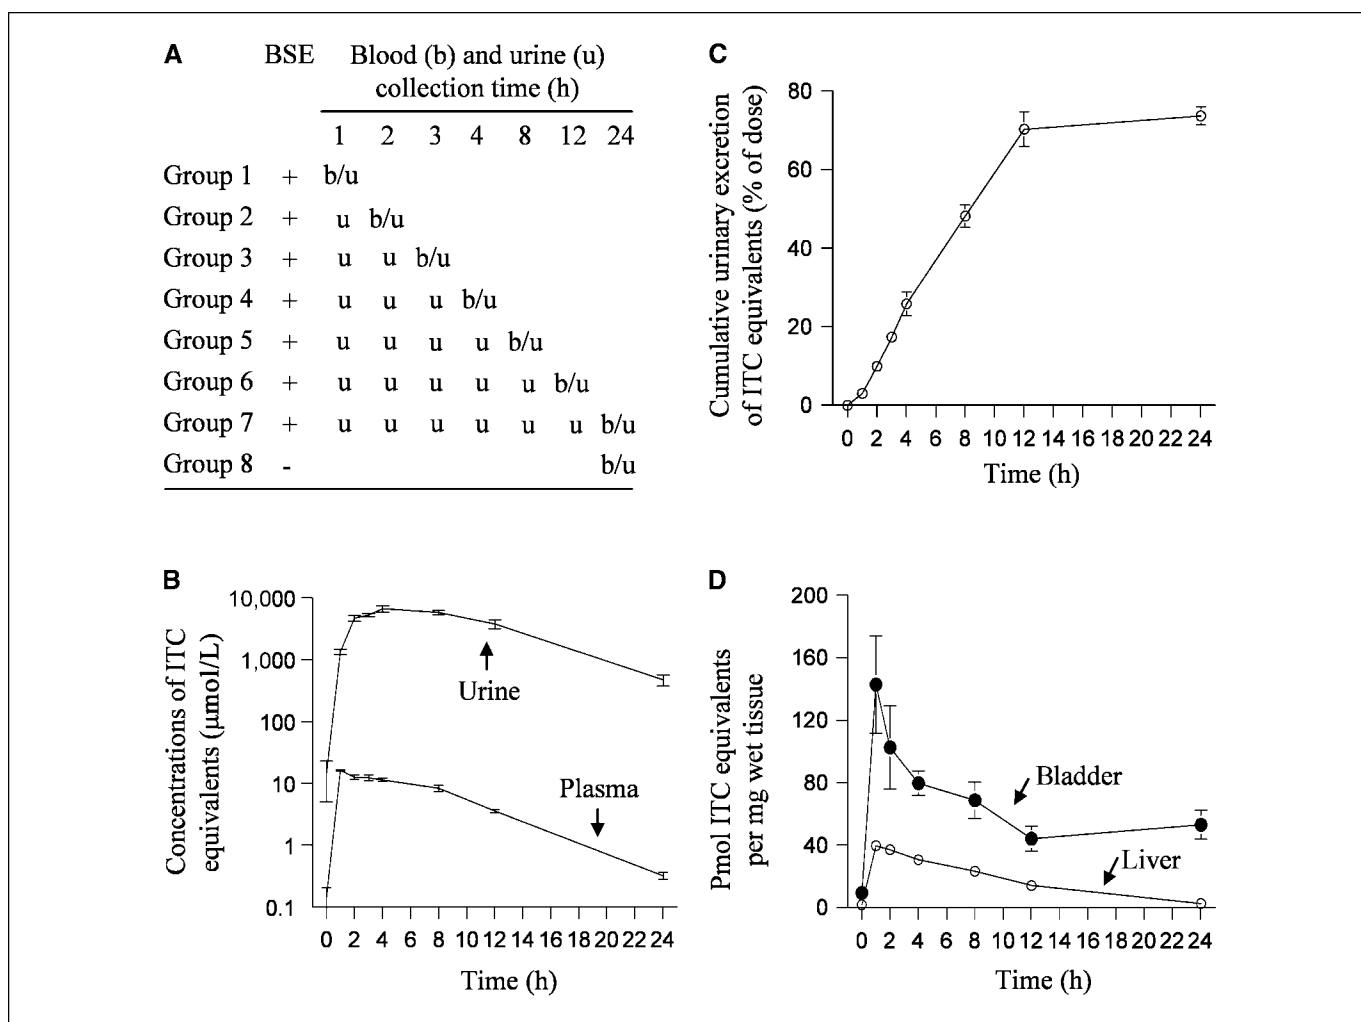 A
BSE
Blood (b) and urine (u)
collection time (h)
1 2 3 4 8 12 24
Group 1 + b/u
Group 2 + u b/u
Group 3 + u u b/u
Group 4 + u u u b/u
Group 5 + u u u u b/u
Group 6 + u u u u u b/u
Group 7 + u u u u u u b/u
Group 8 - b/u
B
Concentrations of ITC
equivalents (μmol/L)
10,000
1,000
100
10
1
0.1
Urine
Plasma
0 2 4 6 8 10 12 14 16 18 20 22 24
Time (h)
C
Cumulative urinary excretion
of ITC equivalents (% of dose)
80
60
40
20
0
0 2 4 6 8 10 12 14 16 18 20 22 24
Time (h)
D
Pmol ITC equivalents
per mg wet tissue
200
160
120
80
40
0
Bladder
Liver
0 2 4 6 8 10 12 14 16 18 20 22 24
Time (h)